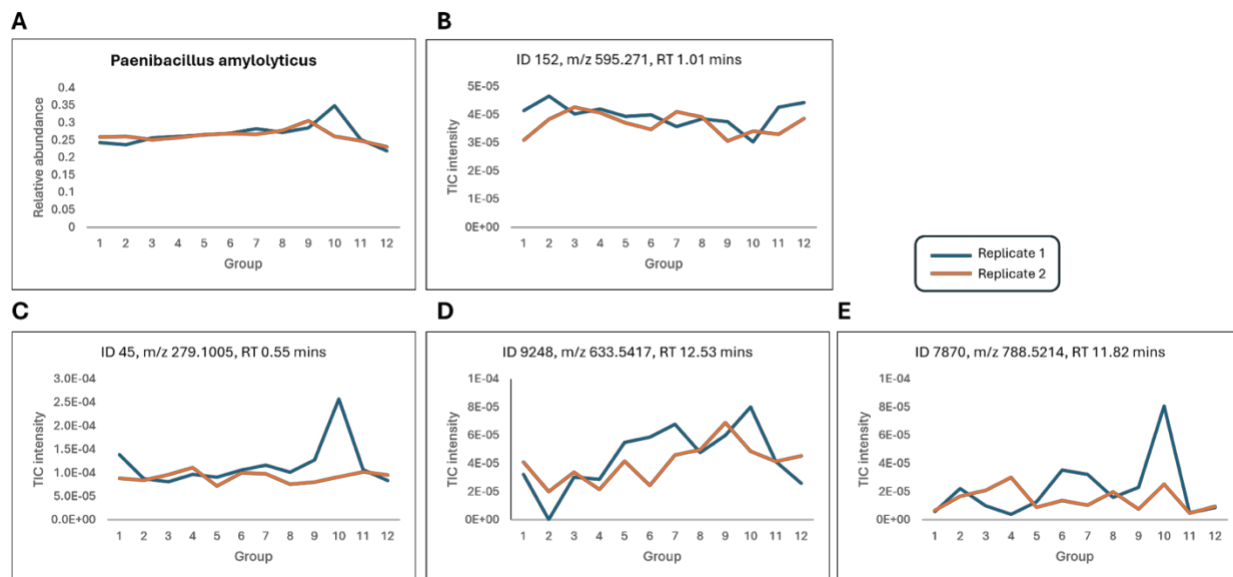 A
Paenibacillus amylolyticus
Relative abundance
0.4
0.35
0.3
0.25
0.2
0.15
0.1
0.05
0
1 2 3 4 5 6 7 8 9 10 11 12
Group
B
ID 152, m/z 595.271, RT 1.01 mins
TIC intensity
5E-05
4E-05
3E-05
2E-05
1E-05
0E+00
1 2 3 4 5 6 7 8 9 10 11 12
Group
Replicate 1
Replicate 2
C
ID 45, m/z 279.1005, RT 0.55 mins
TIC intensity
3.0E-04
2.5E-04
2.0E-04
1.5E-04
1.0E-04
5.0E-05
0.0E+00
1 2 3 4 5 6 7 8 9 10 11 12
Group
D
ID 9248, m/z 633.5417, RT 12.53 mins
TIC intensity
1E-04
8E-05
6E-05
4E-05
2E-05
0E+00
1 2 3 4 5 6 7 8 9 10 11 12
Group
E
ID 7870, m/z 788.5214, RT 11.82 mins
TIC intensity
1E-04
8E-05
6E-05
4E-05
2E-05
0E+00
1 2 3 4 5 6 7 8 9 10 11 12
Group